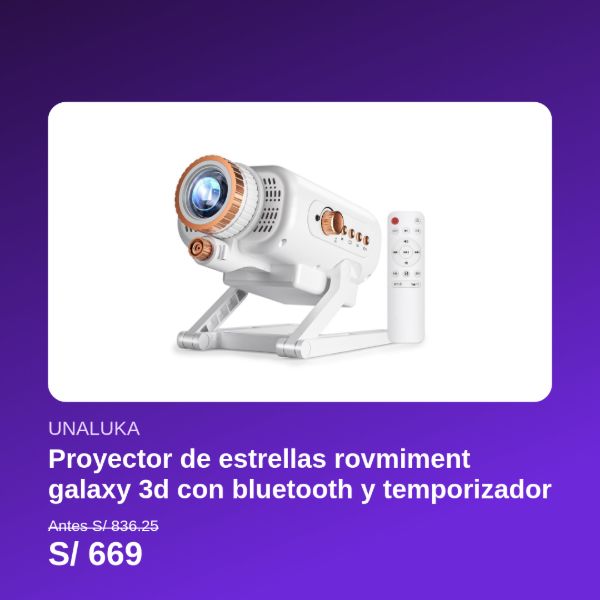 UNALUKA
Proyector de estrellas rovmiment
galaxy 3d con bluetooth y temporizador
Antes S/ 836.25
S/ 669